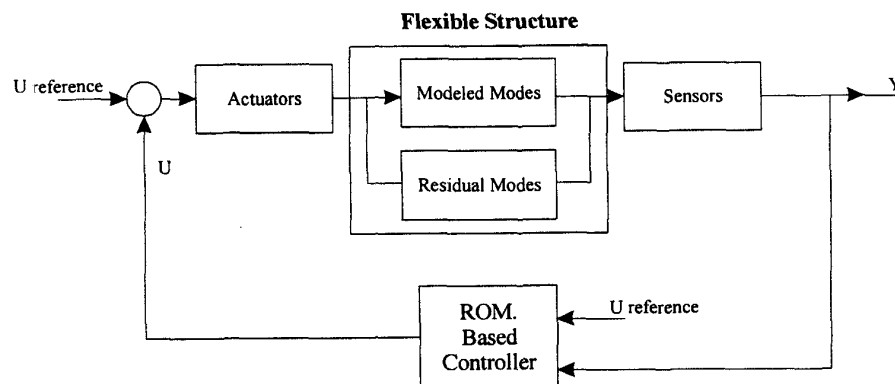 Flexible Structure
U reference
Actuators
Modeled Modes
Sensors
Y
U
Residual Modes
ROM.
Based
Controller
U reference